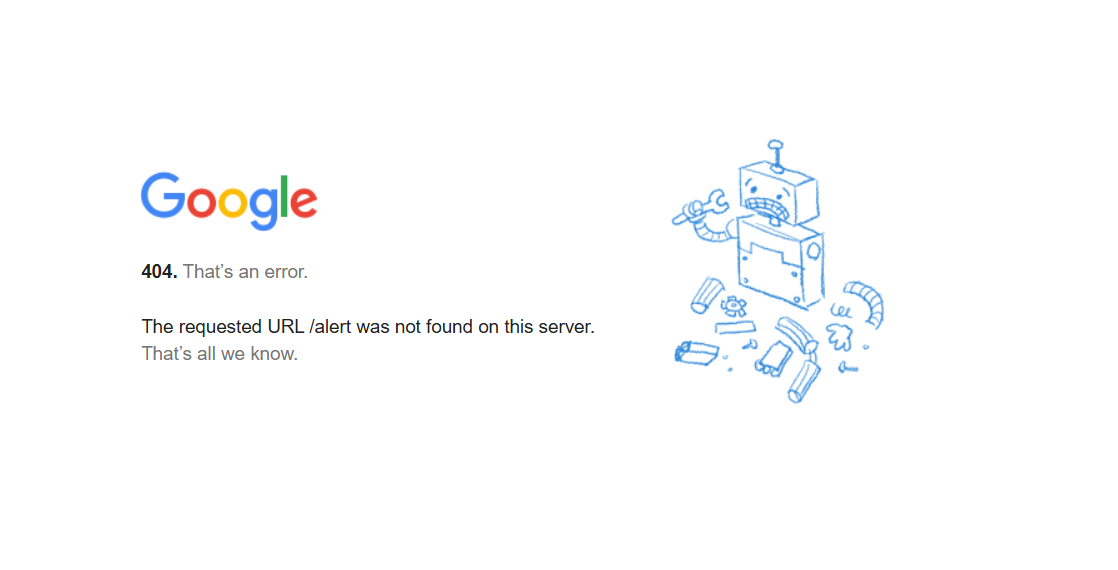 Google
404. That’s an error.
The requested URL /alert was not found on this server.
That’s all we know.